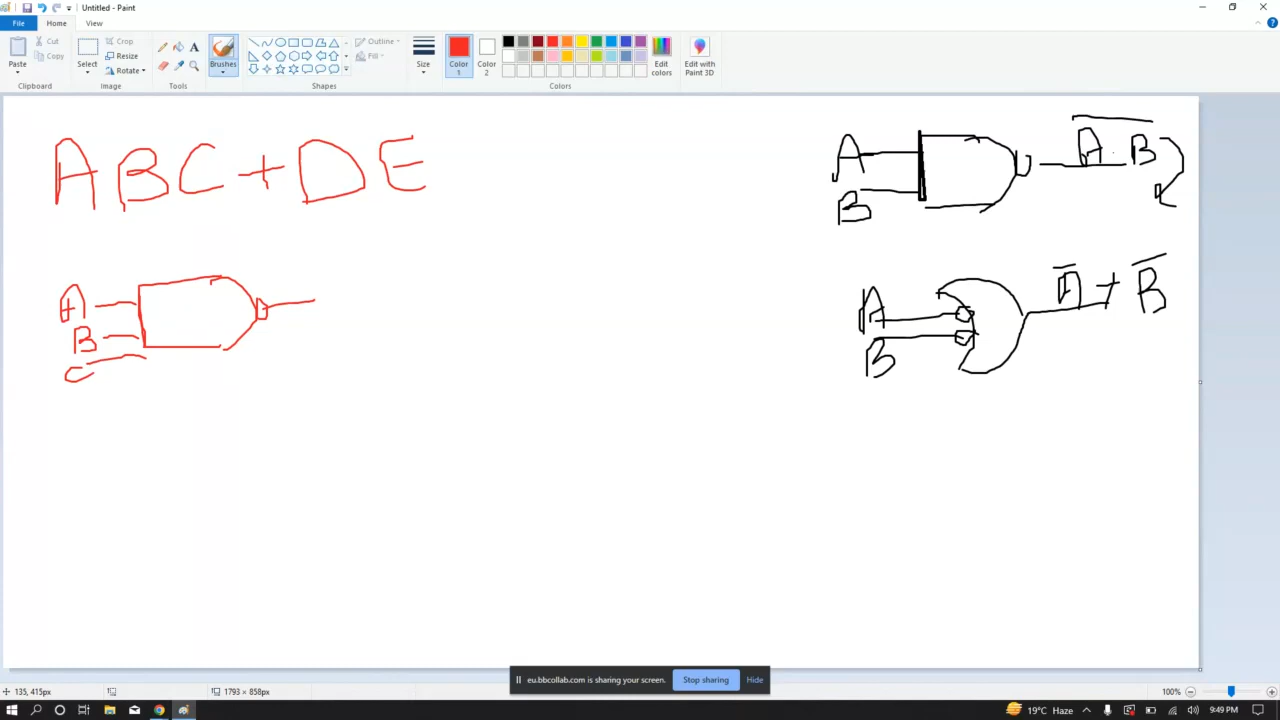 Untitled - Paint
File Home View
Paste Cut Copy Clipboard
Select Crop Resize Rotate Image
Tools
Brushes
Outline Fill Shapes
Size
Color 1
Color 2
Edit colors
Colors
Edit with Paint 3D
ABC+DE
A
B
C
A
B
A̅ ̅·̅ ̅B̅
A
B
A̅ + B̅
eu.bbcollab.com is sharing your screen. Stop sharing Hide
135, 415px 1793 × 858px 100%
19°C Haze 9:49 PM